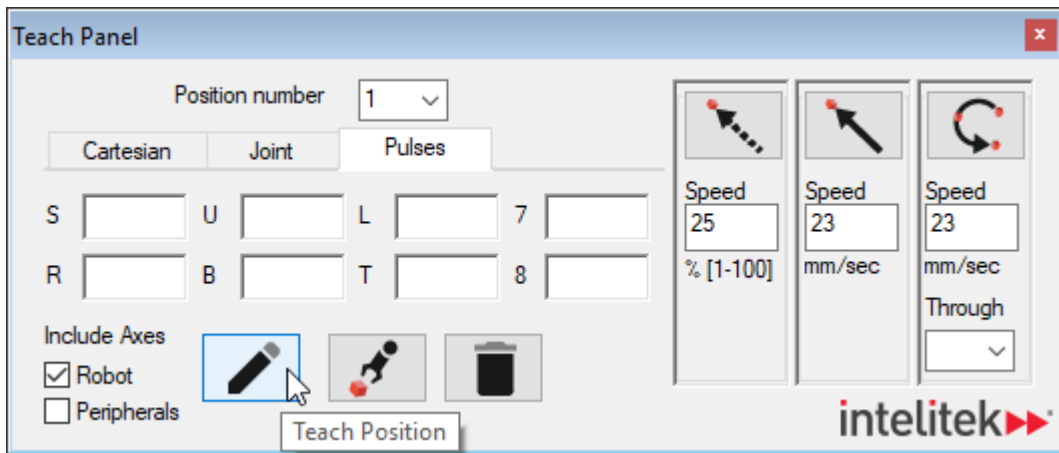 Teach Panel
x
Position number 1
Cartesian Joint Pulses
S U L 7
R B T 8
Include Axes
Robot
Peripherals
Teach Position
Speed
25
% [1-100]
Speed
23
mm/sec
Speed
23
mm/sec
Through
intelitek